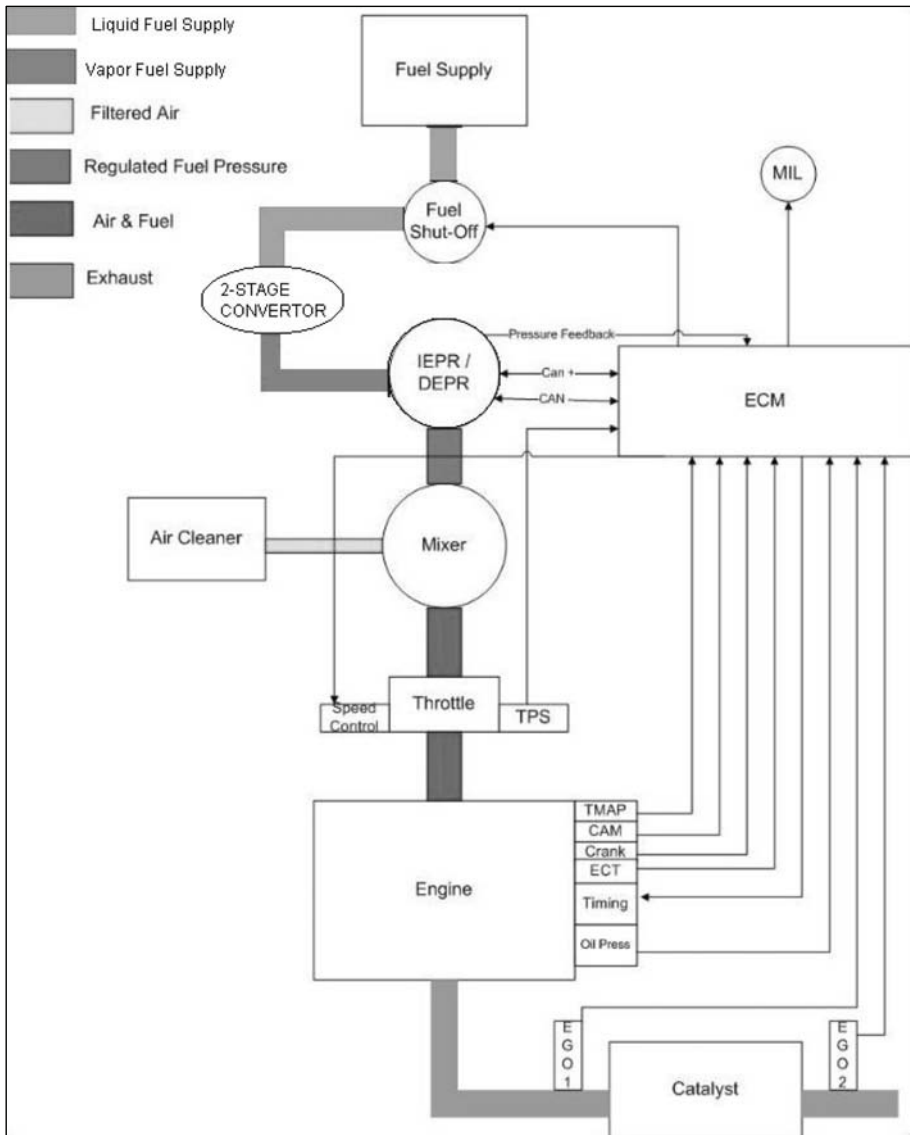 Liquid Fuel Supply
Vapor Fuel Supply
Filtered Air
Regulated Fuel Pressure
Air & Fuel
Exhaust
Fuel Supply
MIL
Fuel
Shut-Off
2-STAGE
CONVERTOR
Pressure Feedback
IEPR /
DEPR
Can +
CAN
ECM
Air Cleaner
Mixer
Speed
Control
Throttle
TPS
Engine
TMAP
CAM
Crank
ECT
Timing
Oil Press
E
G
O
1
Catalyst
E
G
O
2